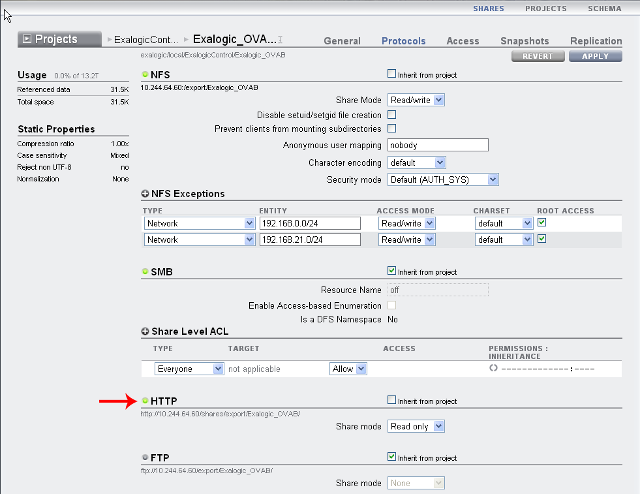 SHARES PROJECTS SCHEMA
Projects ExalogicCont... Exalogic_OVA... General Protocols Access Snapshots Replication
exalogic/local/ExalogicControl/Exalogic_OVAB REVERT APPLY
Usage 0.0% of 13.2T
Referenced data 31.5K
Total space 31.5K
Static Properties
Compression ratio 1.00x
Case sensitivity Mixed
Reject non UTF-8 no
Normalization None
NFS Inherit from project
10.244.64.60:/export/Exalogic_OVAB
Share Mode Read/write
Disable setuid/setgid file creation
Prevent clients from mounting subdirectories
Anonymous user mapping nobody
Character encoding default
Security mode Default (AUTH_SYS)
NFS Exceptions
TYPE ENTITY ACCESS MODE CHARSET ROOT ACCESS
Network 192.168.0.0/24 Read/write default
Network 192.168.21.0/24 Read/write default
SMB Inherit from project
Resource Name off
Enable Access-based Enumeration
Is a DFS Namespace No
Share Level ACL
TYPE TARGET ACCESS PERMISSIONS :
INHERITANCE
Everyone not applicable Allow --------------:----
HTTP Inherit from project
http://10.244.64.60/shares/export/Exalogic_OVAB/
Share mode Read only
FTP Inherit from project
ftp://10.244.64.60/export/Exalogic_OVAB/
Share mode None